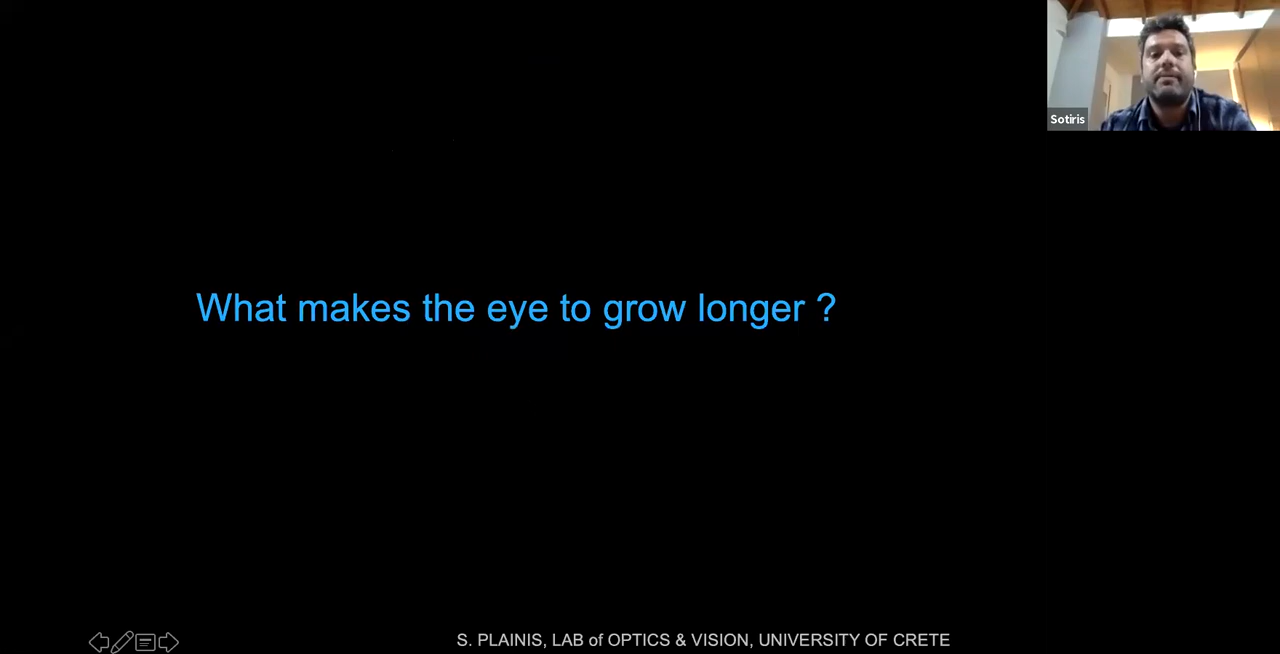 Sotiris
What makes the eye to grow longer ?
S. PLAINIS, LAB of OPTICS & VISION, UNIVERSITY OF CRETE